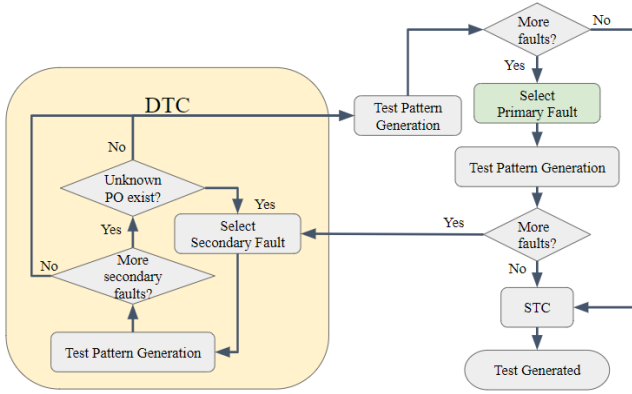 More
faults?
No
Yes
Select
Primary Fault
Test Pattern Generation
More
faults?
Yes
No
STC
Test Generated
Test Pattern
Generation
DTC
No
Unknown
PO exist?
Yes
Select
Secondary Fault
Yes
No
More
secondary
faults?
Test Pattern Generation